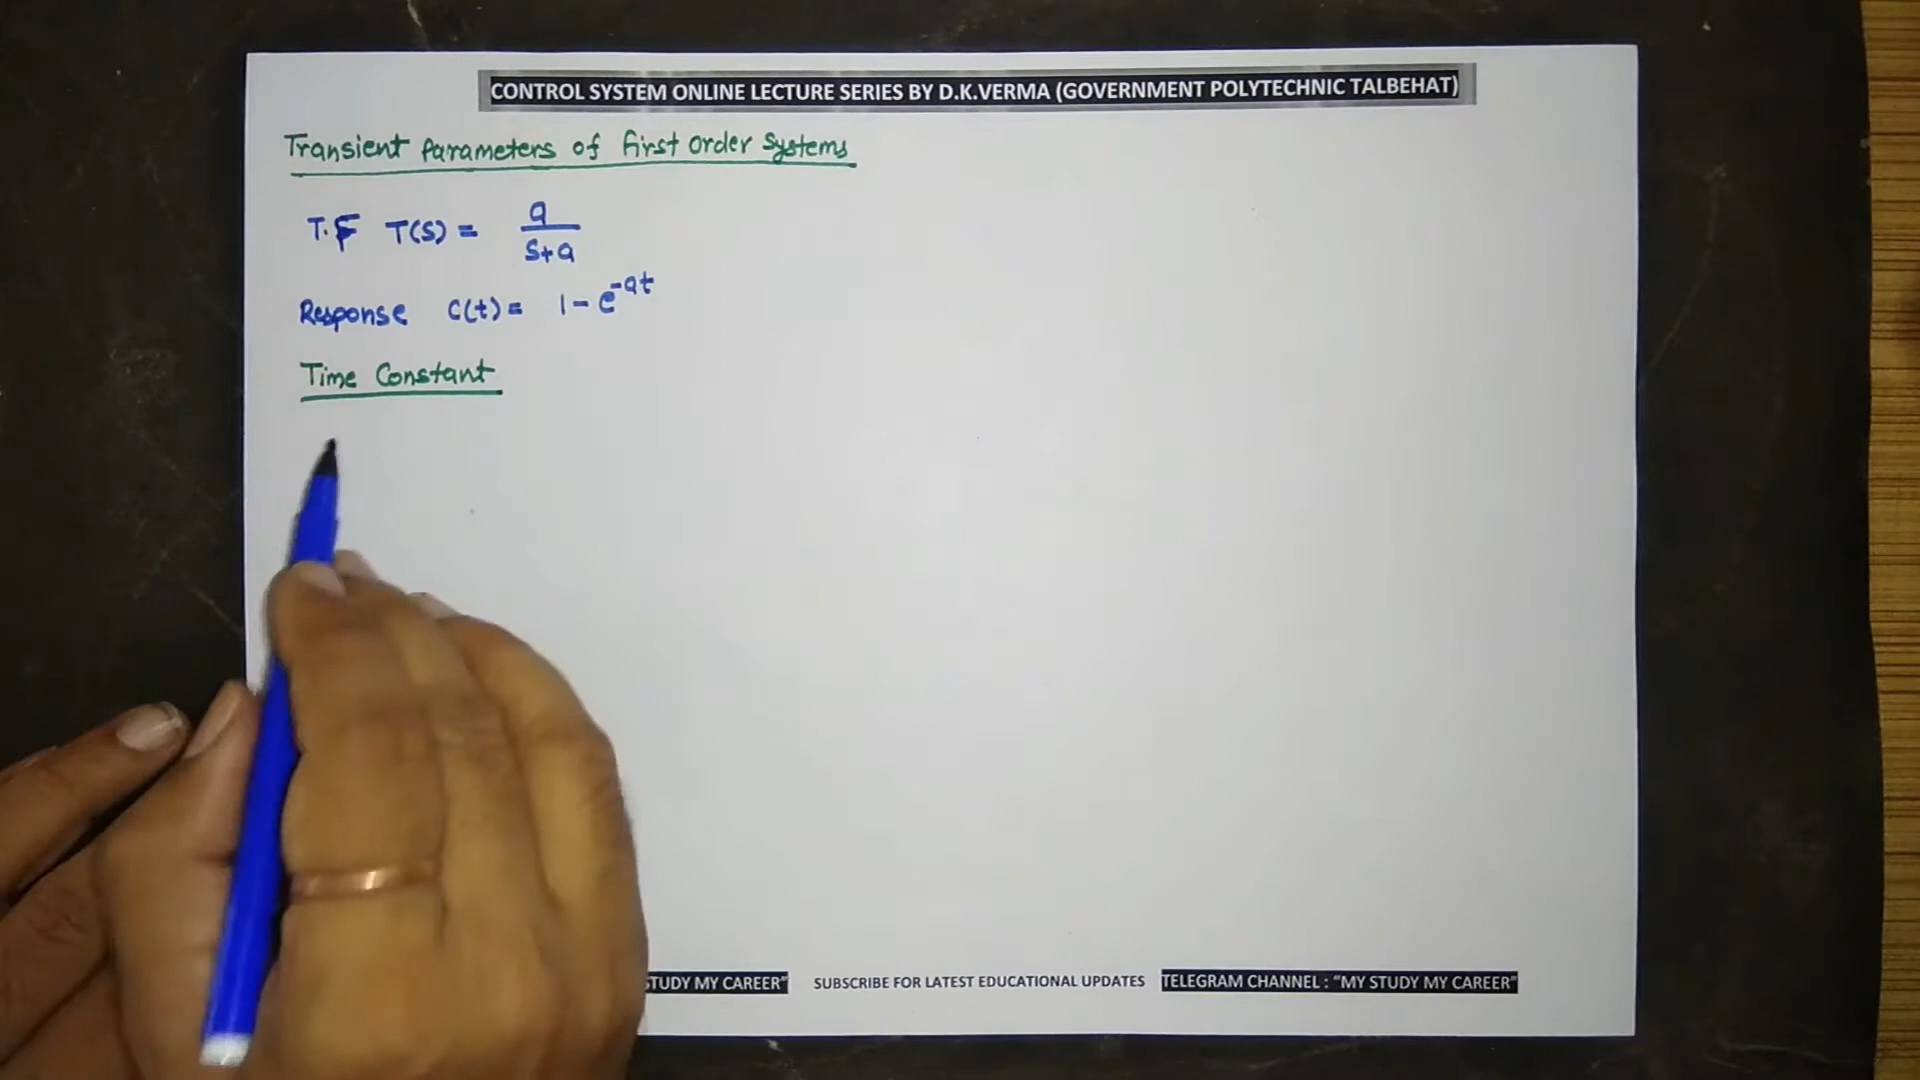 CONTROL SYSTEM ONLINE LECTURE SERIES BY D.K.VERMA (GOVERNMENT POLYTECHNIC TALBEHAT)
Transient Parameters of First Order Systems
T.F T(S) = a/(S+a)
Response C(t) = 1 - e^-at
Time Constant
STUDY MY CAREER" SUBSCRIBE FOR LATEST EDUCATIONAL UPDATES TELEGRAM CHANNEL : "MY STUDY MY CAREER"